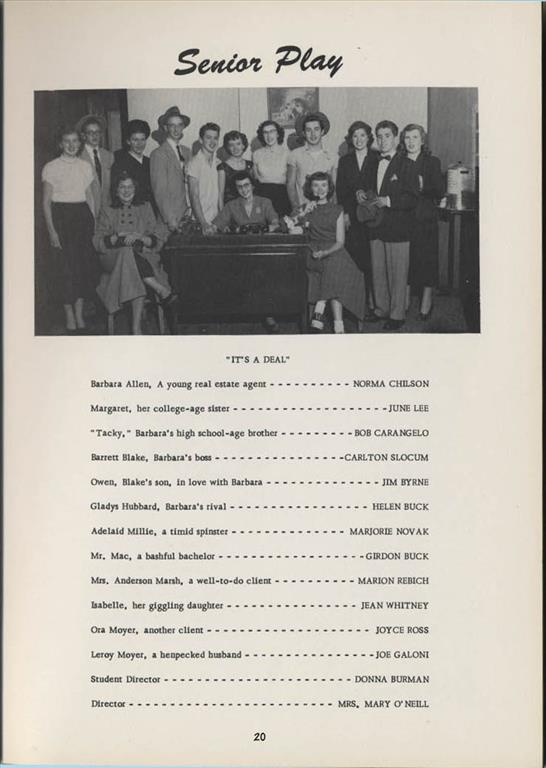 Senior Play
"IT'S A DEAL"
Barbara Allen, A young real estate agent - - - - - - - - - - NORMA CHILSON
Margaret, her college-age sister - - - - - - - - - - - - - - - - - - - JUNE LEE
"Tacky," Barbara's high school-age brother - - - - - - - - - BOB CARANGELO
Barrett Blake, Barbara's boss - - - - - - - - - - - - - - - - CARLTON SLOCUM
Owen, Blake's son, in love with Barbara - - - - - - - - - - - - - - JIM BYRNE
Gladys Hubbard, Barbara's rival - - - - - - - - - - - - - - - - - HELEN BUCK
Adelaid Millie, a timid spinster - - - - - - - - - - - - - - MARJORIE NOVAK
Mr. Mac, a bashful bachelor - - - - - - - - - - - - - - - - - - GIRDON BUCK
Mrs. Anderson Marsh, a well-to-do client - - - - - - - - - - MARION REBICH
Isabelle, her giggling daughter - - - - - - - - - - - - - - - - JEAN WHITNEY
Ora Moyer, another client - - - - - - - - - - - - - - - - - - - - JOYCE ROSS
Leroy Moyer, a henpecked husband - - - - - - - - - - - - - - - - JOE GALONI
Student Director - - - - - - - - - - - - - - - - - - - - - - - DONNA BURMAN
Director - - - - - - - - - - - - - - - - - - - - - - - - - MRS. MARY O'NEILL
20